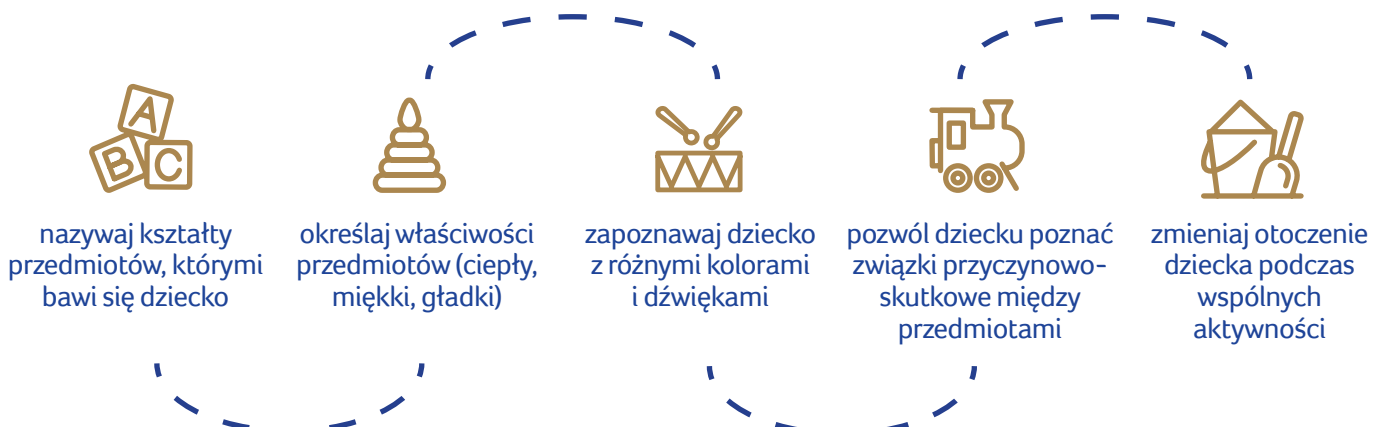 A
B C
nazywaj kształty
przedmiotów, którymi
bawi się dziecko
określaj właściwości
przedmiotów (ciepły,
miękki, gładki)
zapoznawaj dziecko
z różnymi kolorami
i dźwiękami
pozwól dziecku poznać
związki przyczynowo-
skutkowe między
przedmiotami
zmieniaj otoczenie
dziecka podczas
wspólnych
aktywności